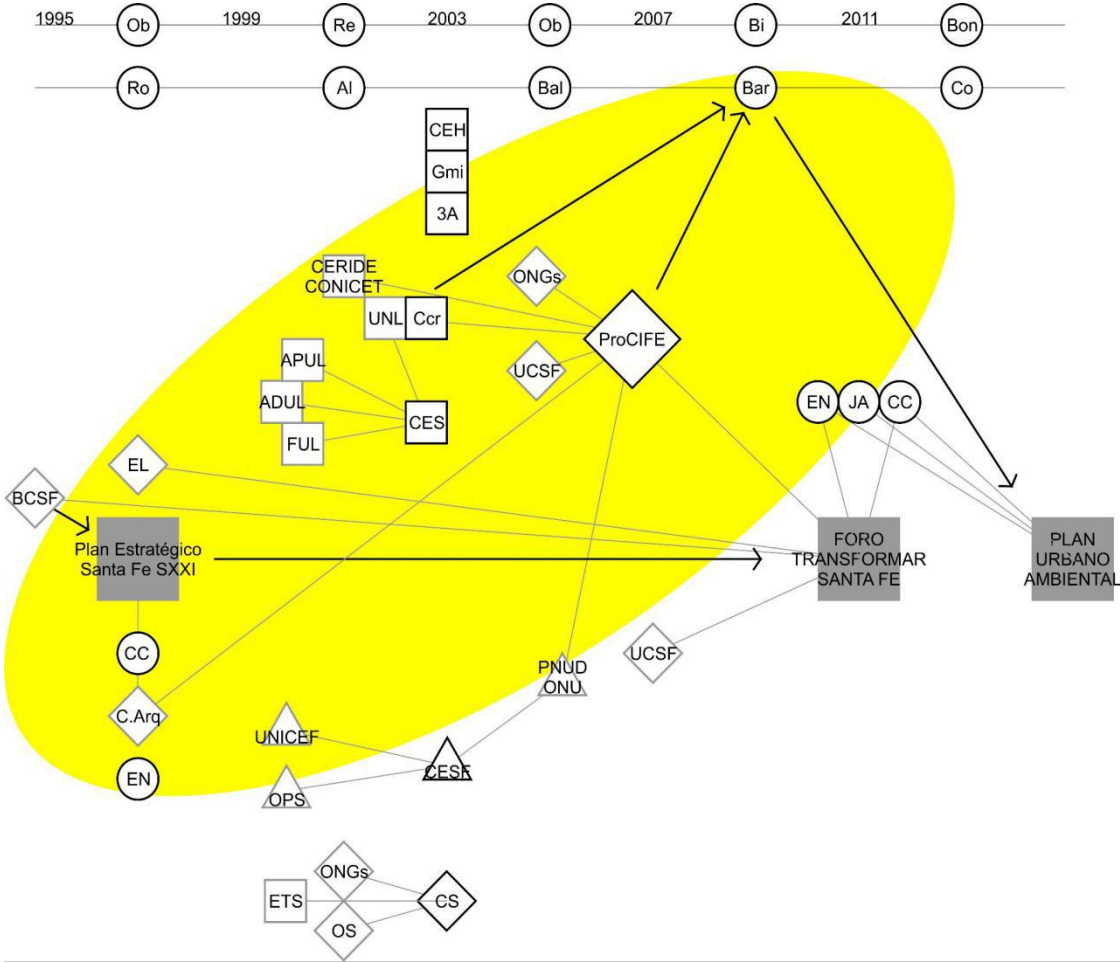 1995 Ob 1999 Re 2003 Ob 2007 Bi 2011 Bon
Ro Al Bal Bar Co
CEH
Gmi
3A
CERIDE
CONICET
ONGs
UNL Ccr
ProCIFE
APUL
UCSF
ADUL
CES
EN JA CC
FUL
EL
BCSF
Plan Estratégico
Santa Fe SXXI
FORO
TRANSFORMAR
SANTA FE
PLAN
URBANO
AMBIENTAL
CC
UCSF
PNUD
ONU
C.Arq
UNICEF
CESF
EN
OPS
ONGs
ETS
CS
OS